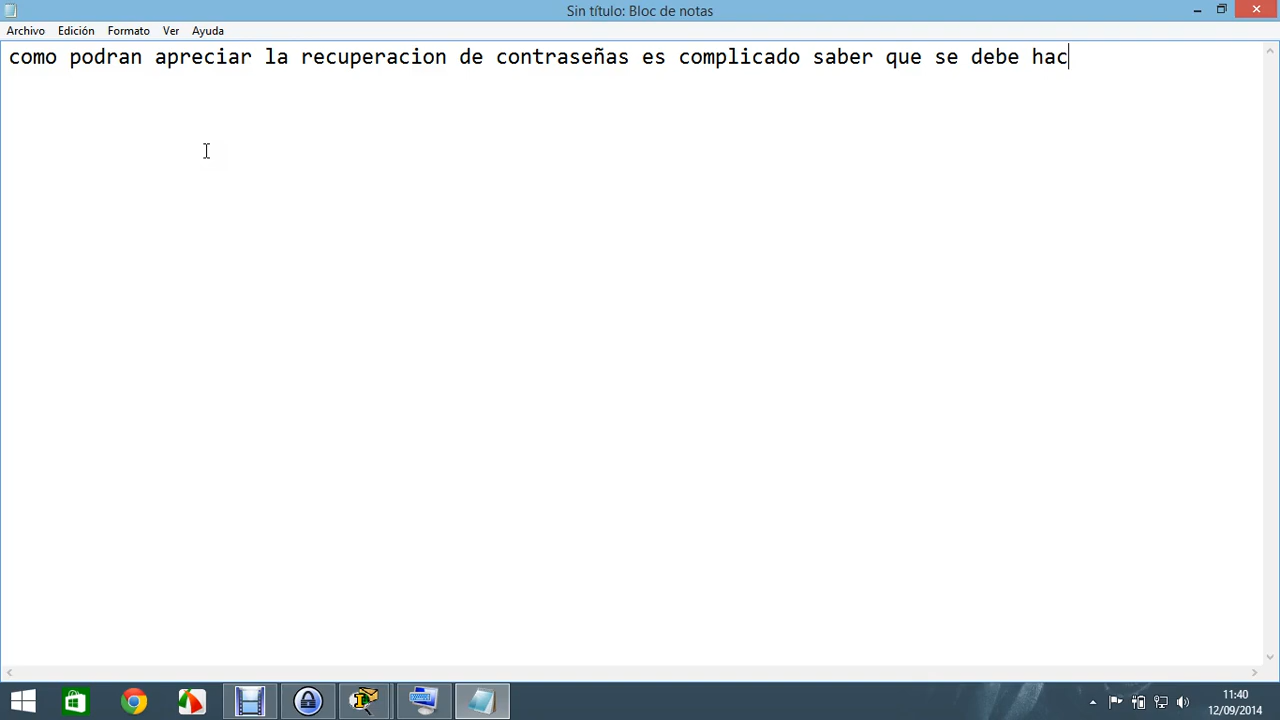 Sin título: Bloc de notas
Archivo Edición Formato Ver Ayuda
como podran apreciar la recuperacion de contraseñas es complicado saber que se debe hac
11:40
12/09/2014